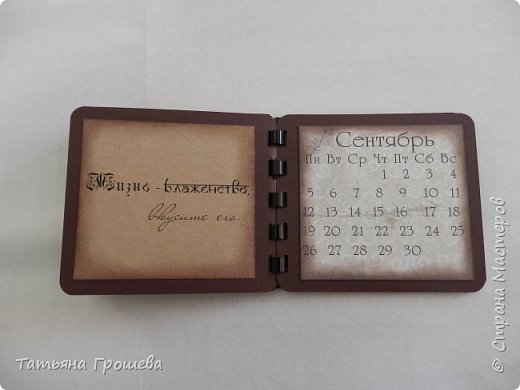 Жизнь - блаженство,
вкусите его.
Сентябрь
Пн Вт Ср Чт Пт Сб Вс
1 2 3 4
5 6 7 8 9 10 11
12 13 14 15 16 17 18
19 20 21 22 23 24 25
26 27 28 29 30
Татьяна Грошева
© Страна Мастеров